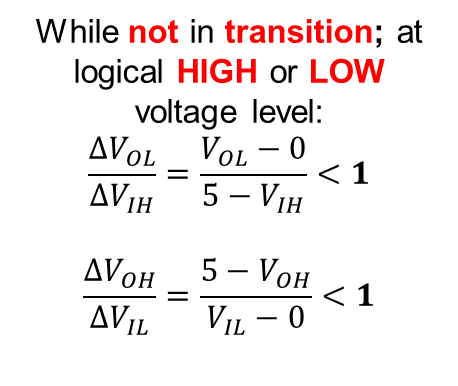 While not in transition; at
logical HIGH or LOW
voltage level:
ΔV_OL / ΔV_IH = (V_OL − 0) / (5 − V_IH) < 1
ΔV_OH / ΔV_IL = (5 − V_OH) / (V_IL − 0) < 1